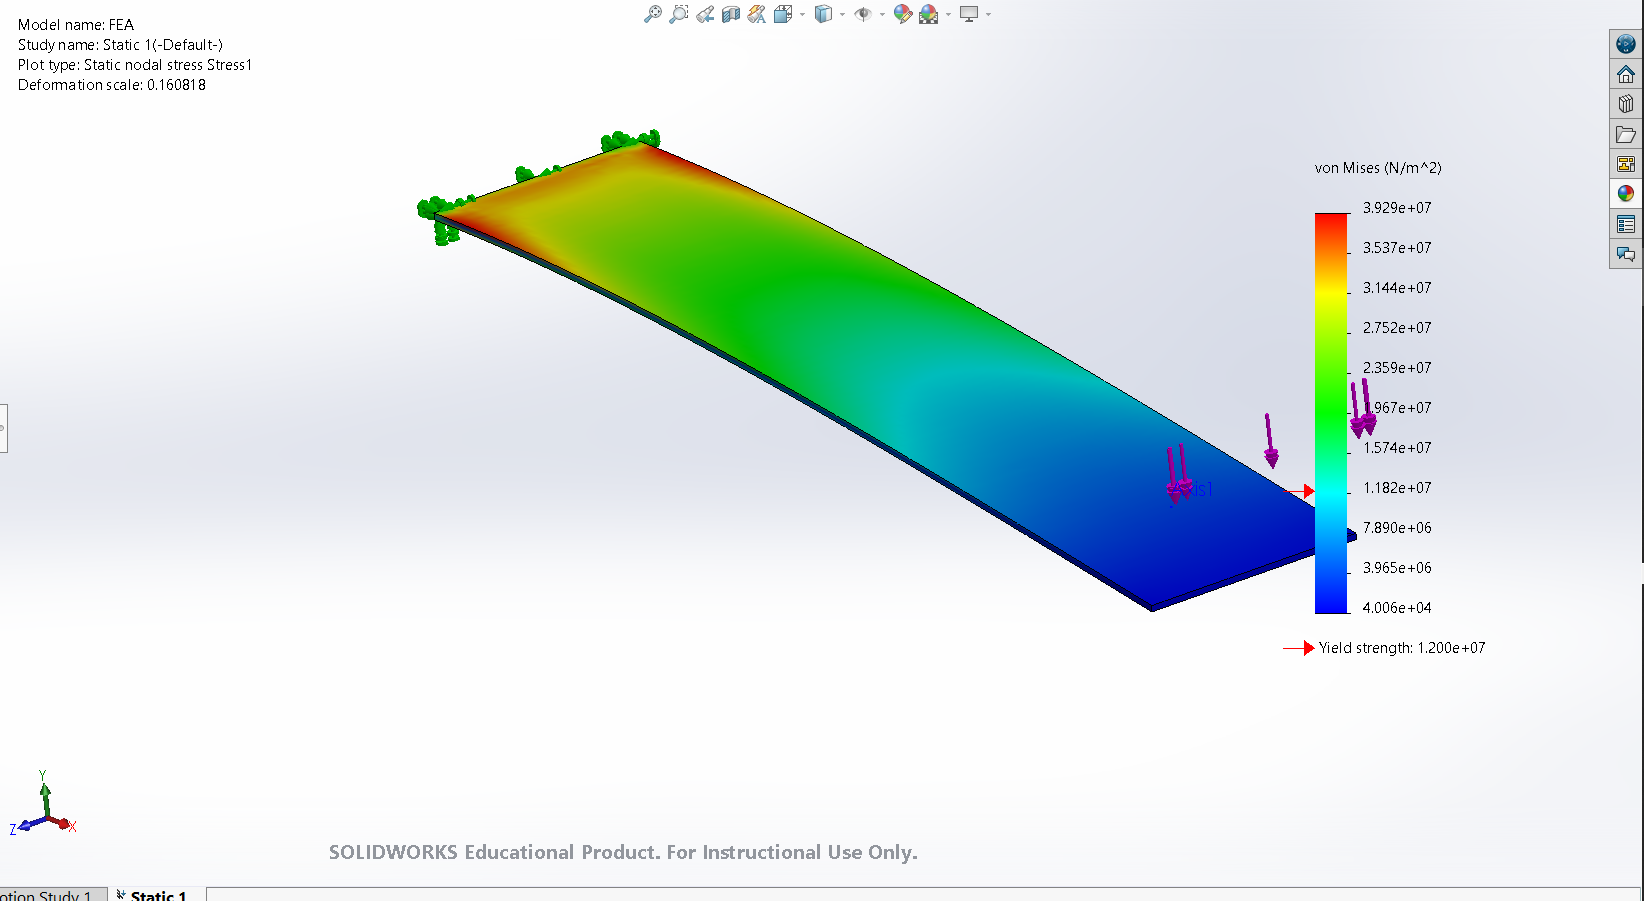 Model name: FEA
Study name: Static 1(-Default-)
Plot type: Static nodal stress Stress1
Deformation scale: 0.160818
von Mises (N/m^2)
3.929e+07
3.537e+07
3.144e+07
2.752e+07
2.359e+07
.967e+07
1.574e+07
1.182e+07
7.890e+06
3.965e+06
4.006e+04
Yield strength: 1.200e+07
Y
Z
X
SOLIDWORKS Educational Product. For Instructional Use Only.
otion Study 1
Static 1